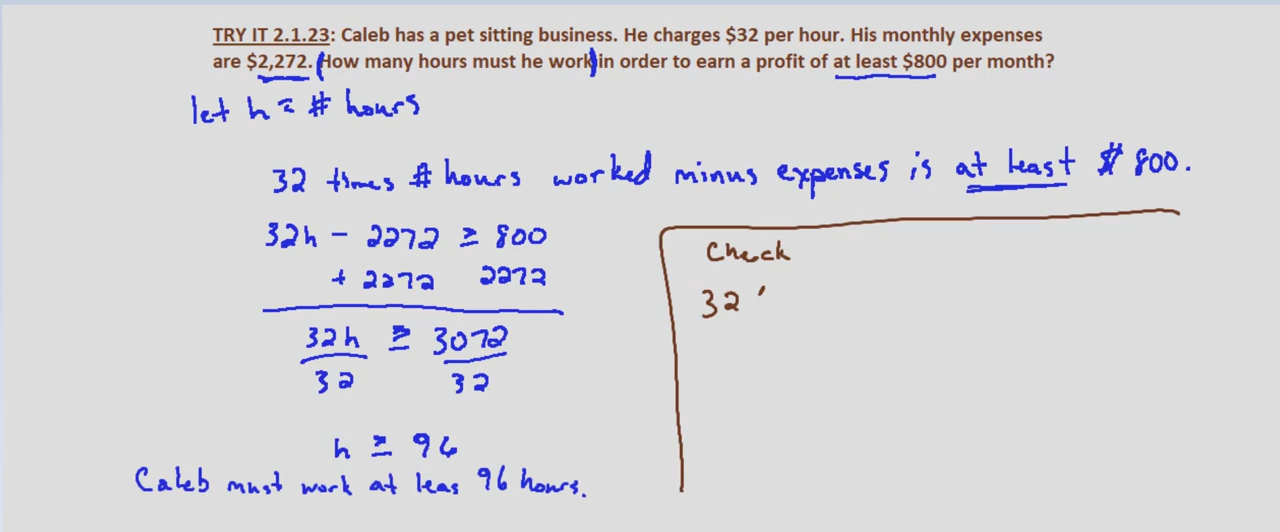 TRY IT 2.1.23: Caleb has a pet sitting business. He charges $32 per hour. His monthly expenses
are $2,272. (How many hours must he work) in order to earn a profit of at least $800 per month?
let h = # hours
32 times # hours worked minus expenses is at least $800.
32h - 2272 ≥ 800
+ 2272 2272
32h ≥ 3072
32 32
h ≥ 96
Caleb must work at leas 96 hours.
Check
32